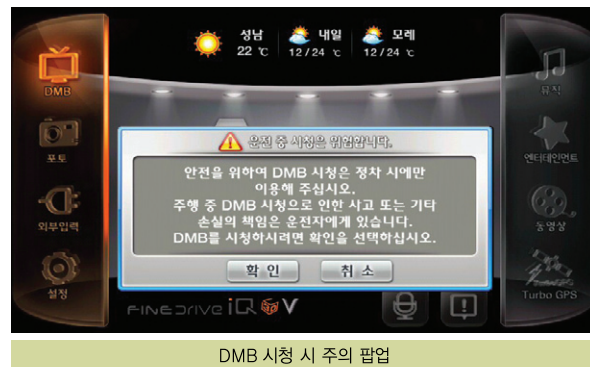 성남
22 ℃
내일
12/24 ℃
모레
12/24 ℃
DMB
포토
외부입력
설정
뮤직
엔터테인먼트
동영상
Turbo GPS
운전 중 시청은 위험합니다.
안전을 위하여 DMB 시청은 정차 시에만
이용해 주십시오.
주행 중 DMB 시청으로 인한 사고 또는 기타
손실의 책임은 운전자에게 있습니다.
DMB를 시청하시려면 확인을 선택하십시오.
확 인
취 소
FINEDRIVE iQ 3D V
DMB 시청 시 주의 팝업